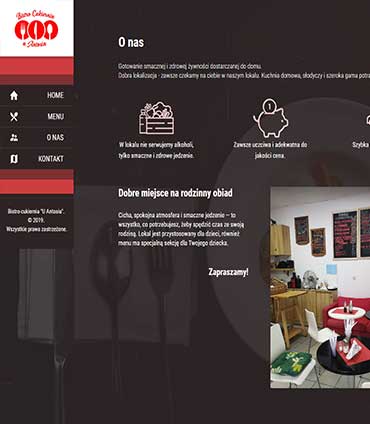 Bistro Cukiernia
u Antosia
HOME
MENU
O NAS
KONTAKT
Bistro-cukiernia "U Antosia".
© 2019.
Wszystkie prawa zastrzeżone.
O nas
Gotowanie smacznej i zdrowej żywności dostarczanej do domu.
Dobra lokalizacja - zawsze czekamy na ciebie w naszym lokalu. Kuchnia domowa, słodyczy i szeroka gama potra
W lokalu nie serwujemy alkoholi,
tylko smaczne i zdrowe jedzenie.
1
Zawsze uczciwa i adekwatna do
jakości cena.
Szybka
Dobre miejsce na rodzinny obiad
Cicha, spokojna atmosfera i smaczne jedzenie – to
wszystko, co potrzebujesz, żeby spędzić czas ze swoją
rodziną. Lokal jest przystosowany dla dzieci, również
menu ma specjalną sekcję dla Twojego dziecka.
Zapraszamy!